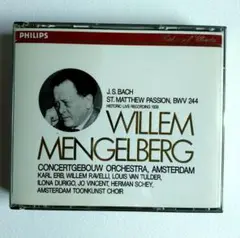 PHILIPS
J.S. BACH
ST. MATTHEW PASSION, BWV 244
HISTORIC LIVE RECORDING 1939
WILLEM
MENGELBERG
CONCERTGEBOUW ORCHESTRA, AMSTERDAM
KARL ERB, WILLEM RAVELLI, LOUIS VAN TULDER,
ILONA DURIGO, JO VINCENT, HERMAN SCHEY,
AMSTERDAM TOONKUNST CHOIR